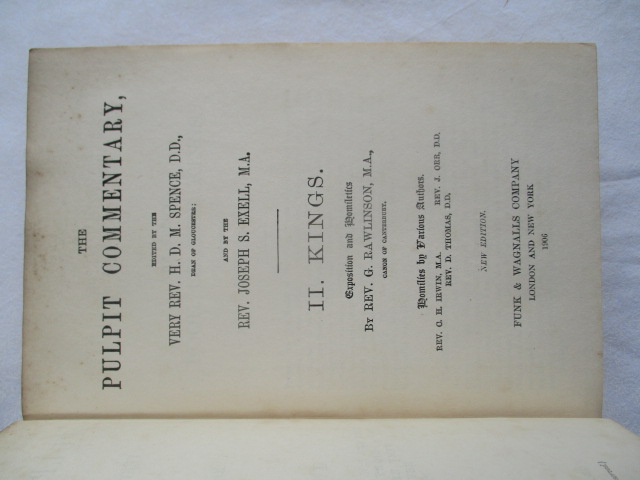 THE
PULPIT COMMENTARY,
EDITED BY THE
VERY REV. H. D. M. SPENCE, D.D.,
DEAN OF GLOUCESTER;
AND BY THE
REV. JOSEPH S. EXELL, M.A.
II. KINGS.
Exposition and Homiletics
BY REV. G. RAWLINSON, M.A.,
CANON OF CANTERBURY.
Homilies by Various Authors.
REV. C. H. IRWIN, M.A. REV. J. ORR, D.D.
REV. D. THOMAS, D.D.
NEW EDITION.
FUNK & WAGNALLS COMPANY
LONDON AND NEW YORK
1906